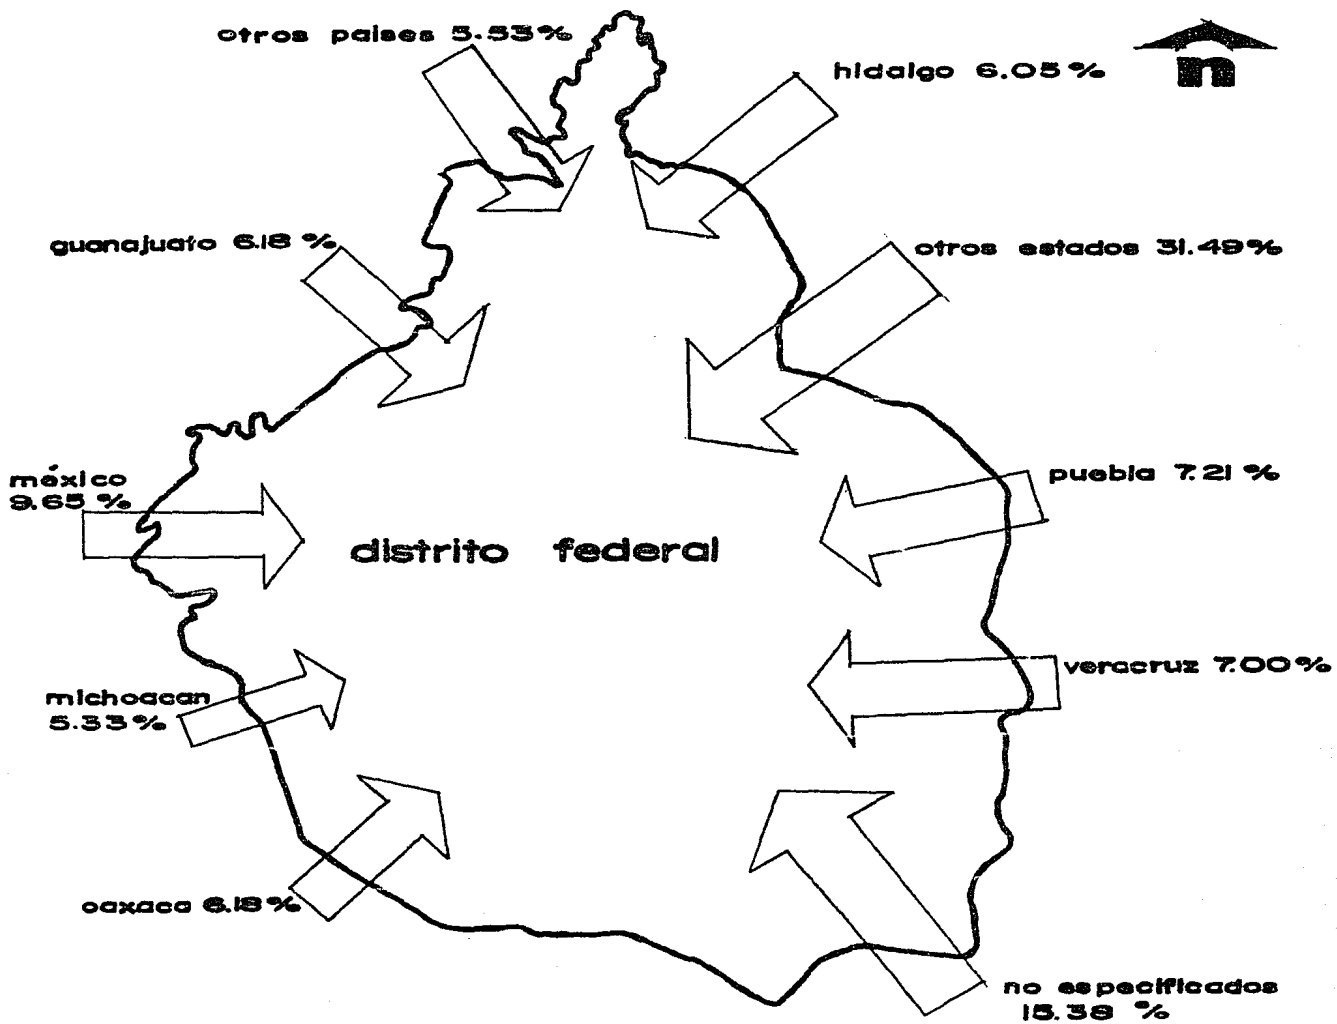 otros paises 5.53%
n
hidalgo 6.05%
guanajuato 6.18 %
otros estados 31.49%
méxico
9.65 %
puebla 7.21 %
distrito federal
veracruz 7.00%
michoacan
5.33%
oaxaca 6.18%
no especificados
15.38 %